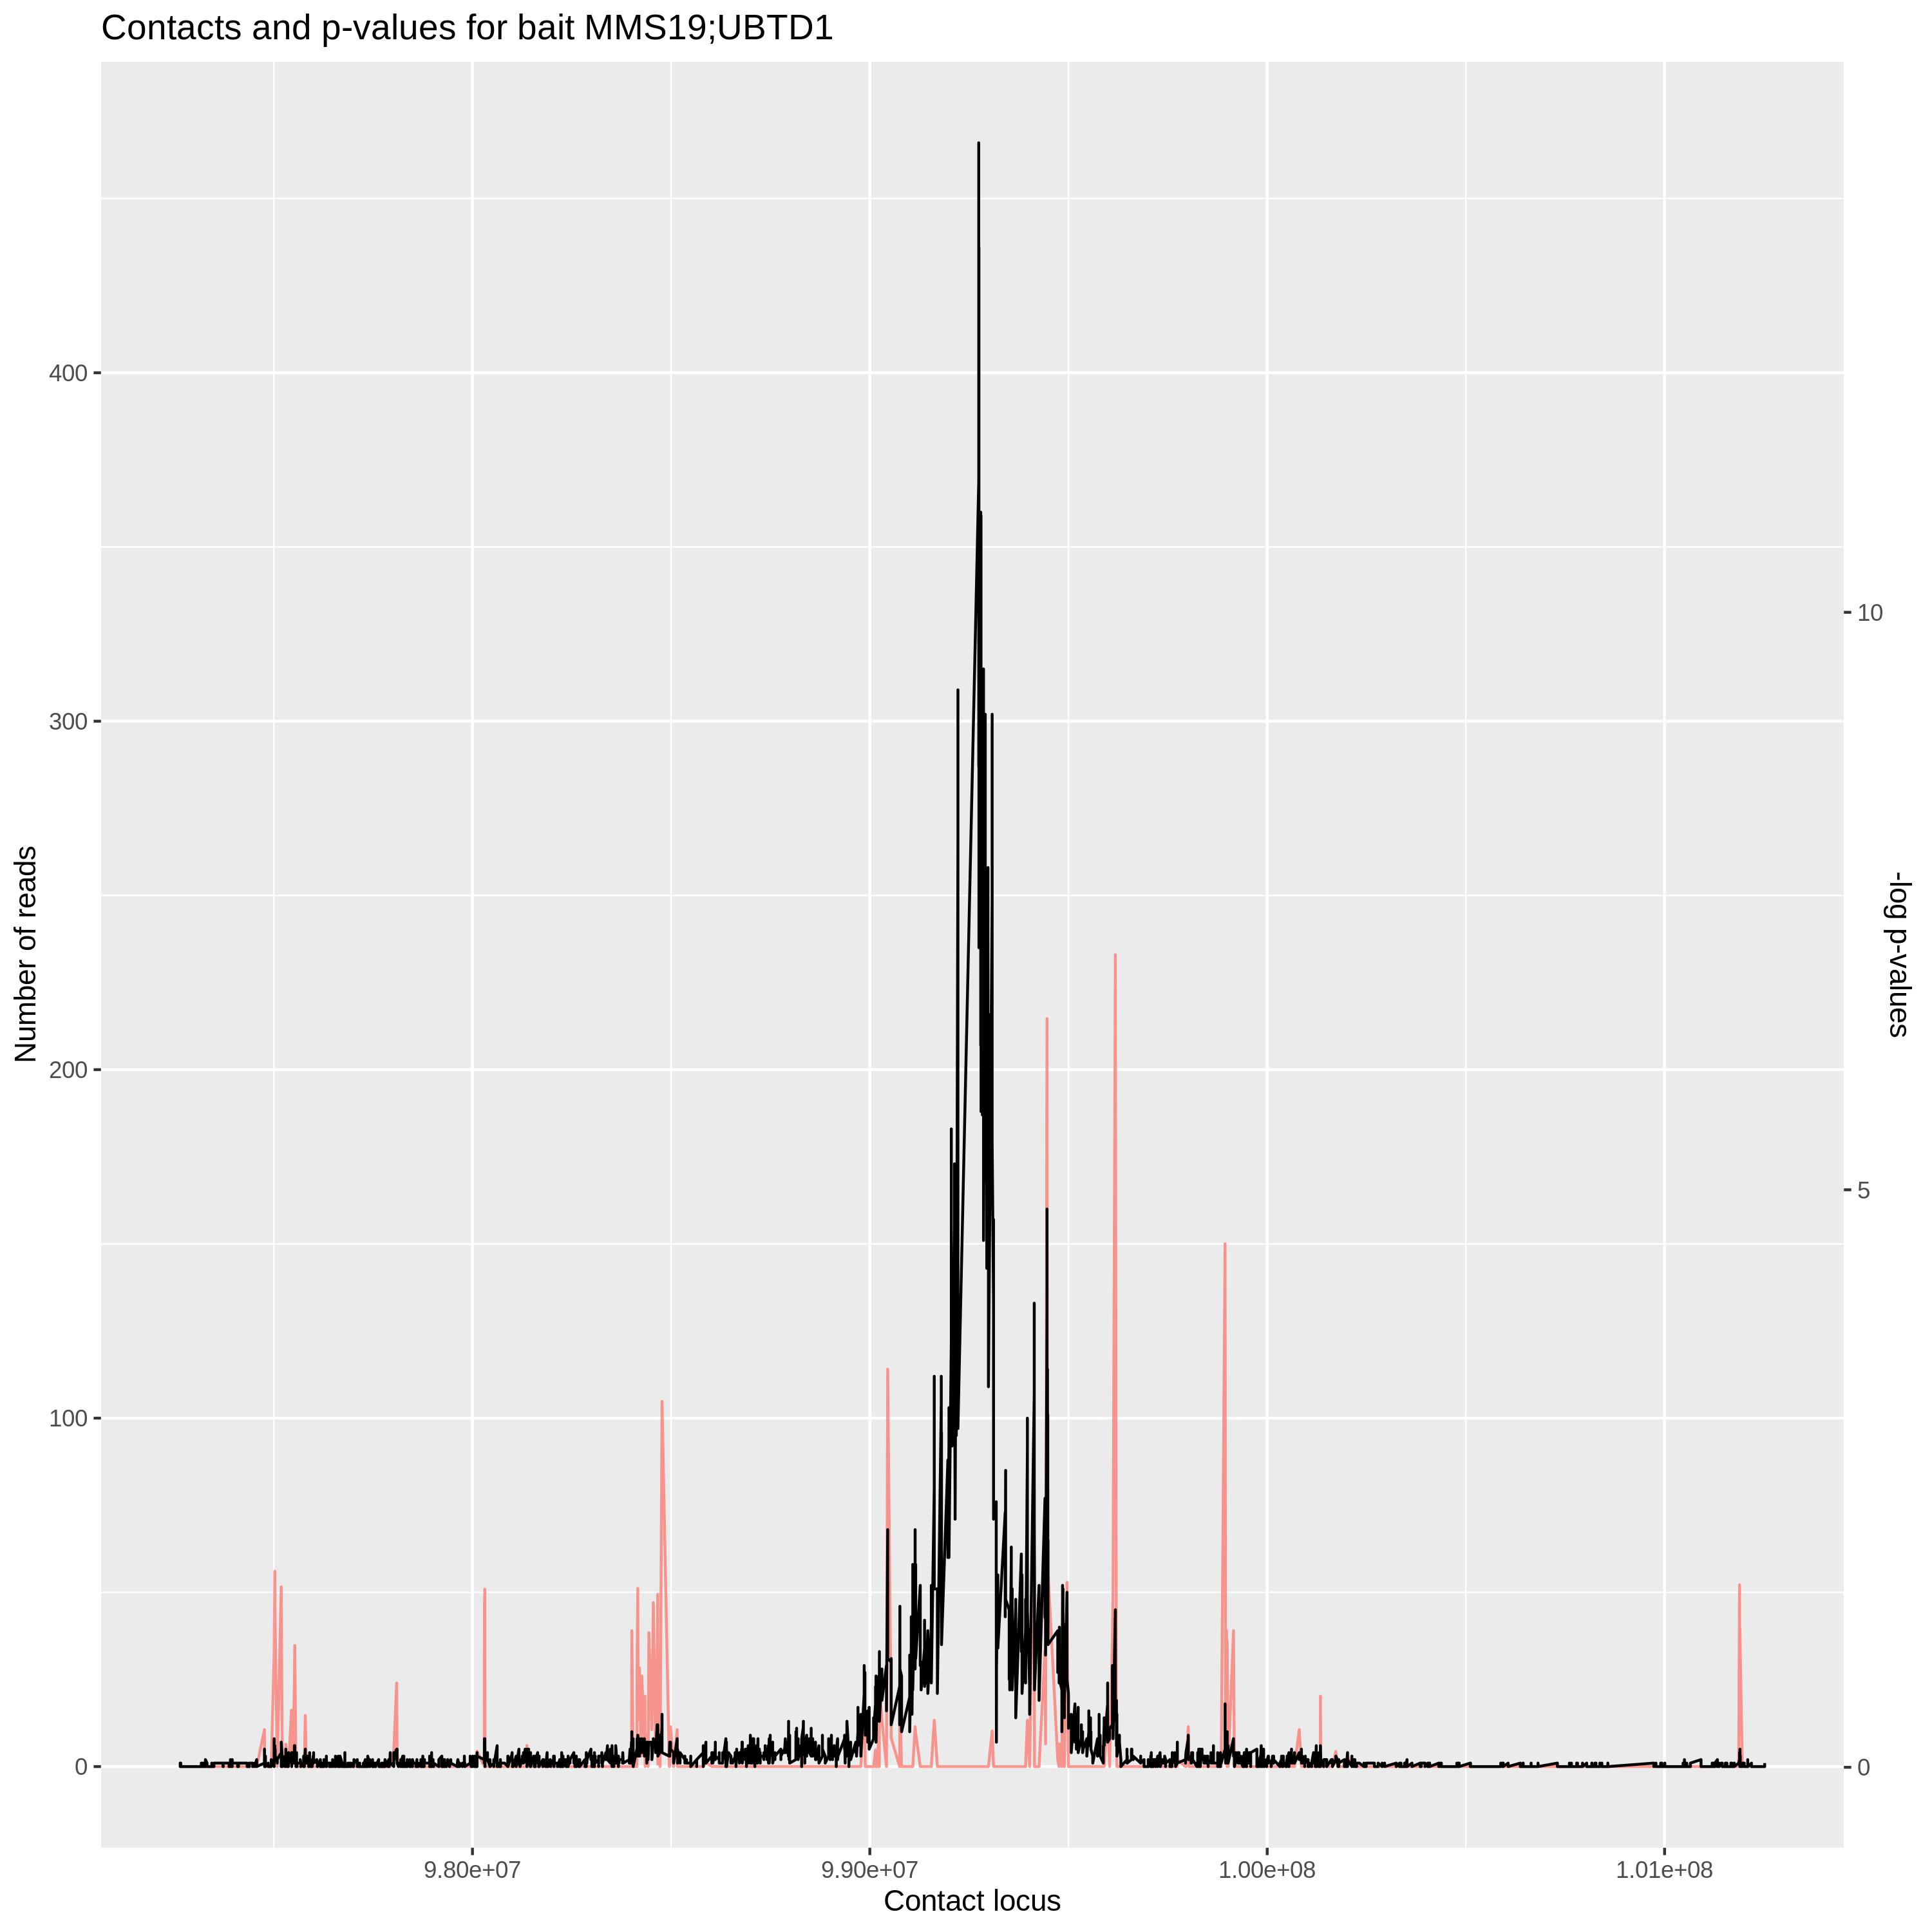 Contacts and p-values for bait MMS19;UBTD1
400
300
200
100
0
Number of reads
10
5
0
-log p-values
9.80e+07
9.90e+07
1.00e+08
1.01e+08
Contact locus